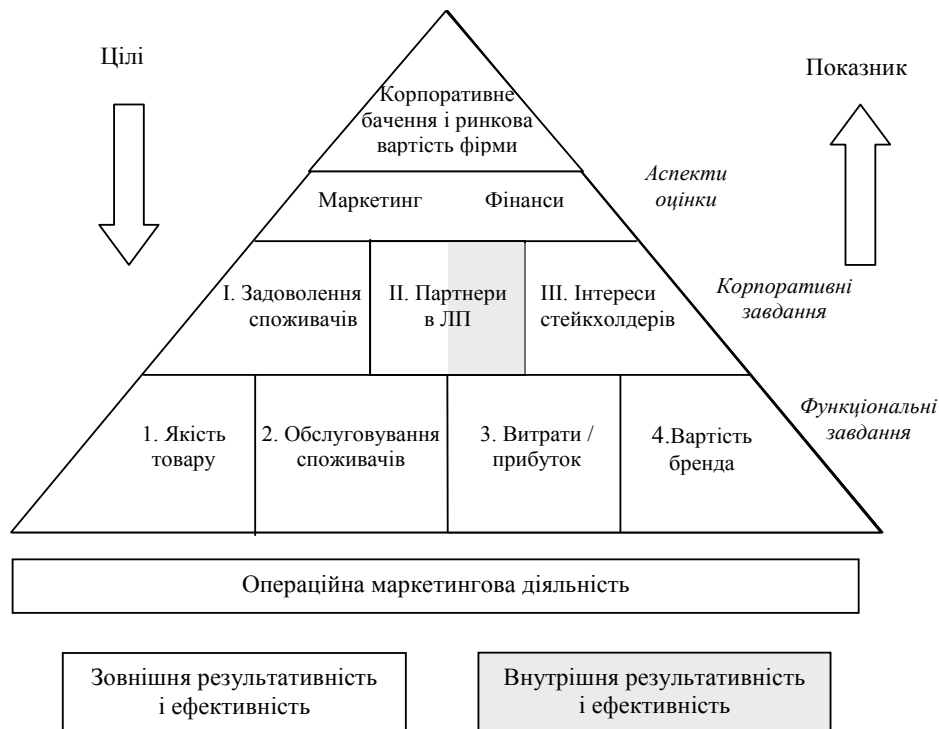 Цілі
Показник
Корпоративне
бачення і ринкова
вартість фірми
Аспекти
оцінки
Маркетинг
Фінанси
I. Задоволення
споживачів
II. Партнери
в ЛП
III. Інтереси
стейкхолдерів
Корпоративні
завдання
1. Якість
товару
2. Обслуговування
споживачів
3. Витрати /
прибуток
4.Вартість
бренда
Функціональні
завдання
Операційна маркетингова діяльність
Зовнішня результативність
і ефективність
Внутрішня результативність
і ефективність